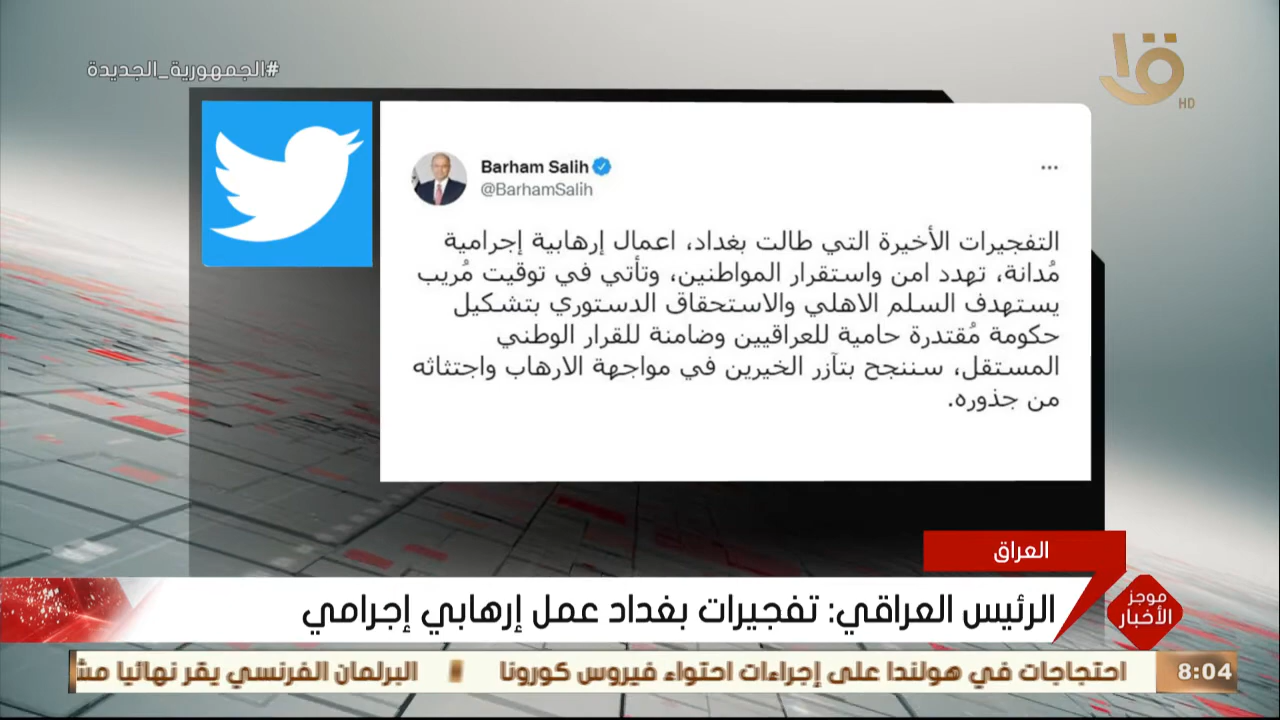 #الجمهورية_الجديدة
HD
Barham Salih
@BarhamSalih
التفجيرات الأخيرة التي طالت بغداد، اعمال إرهابية إجرامية
مُدانة، تهدد امن واستقرار المواطنين، وتأتي في توقيت مُريب
يستهدف السلم الاهلي والاستحقاق الدستوري بتشكيل
حكومة مُقتدرة حامية للعراقيين وضامنة للقرار الوطني
المستقل، سننجح بتآزر الخيرين في مواجهة الارهاب واجتثاثه
من جذوره.
العراق
موجز
الأخبار
الرئيس العراقي: تفجيرات بغداد عمل إرهابي إجرامي
8:04
احتجاجات في هولندا على إجراءات احتواء فيروس كورونا
البرلمان الفرنسي يقر نهائيا